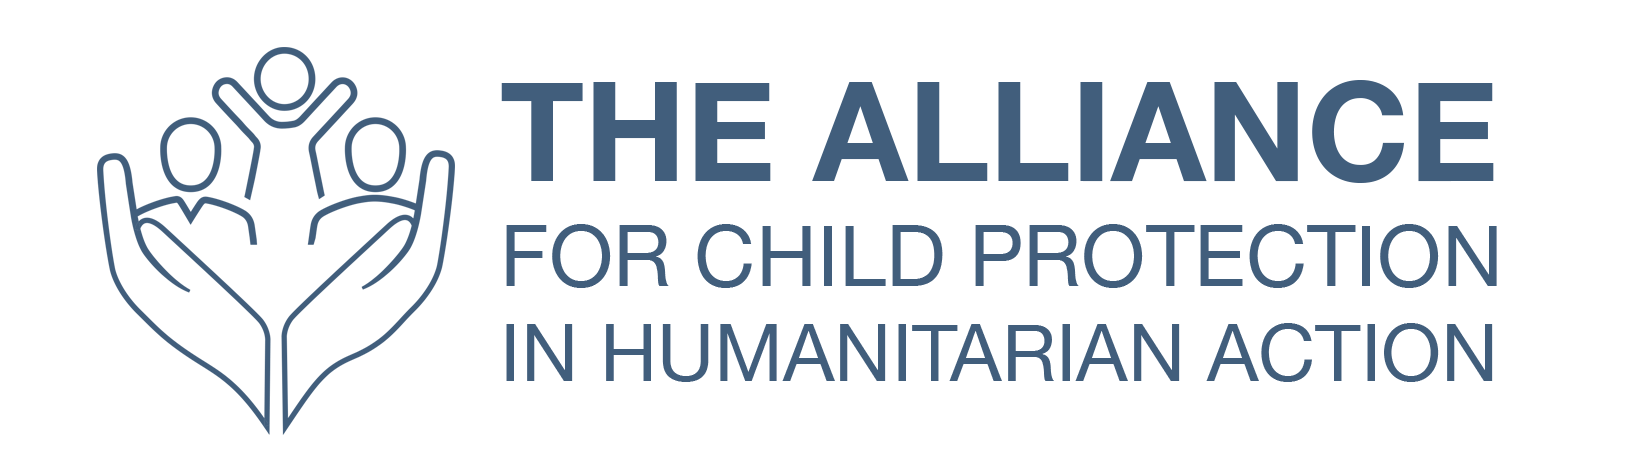 THE ALLIANCE
FOR CHILD PROTECTION
IN HUMANITARIAN ACTION